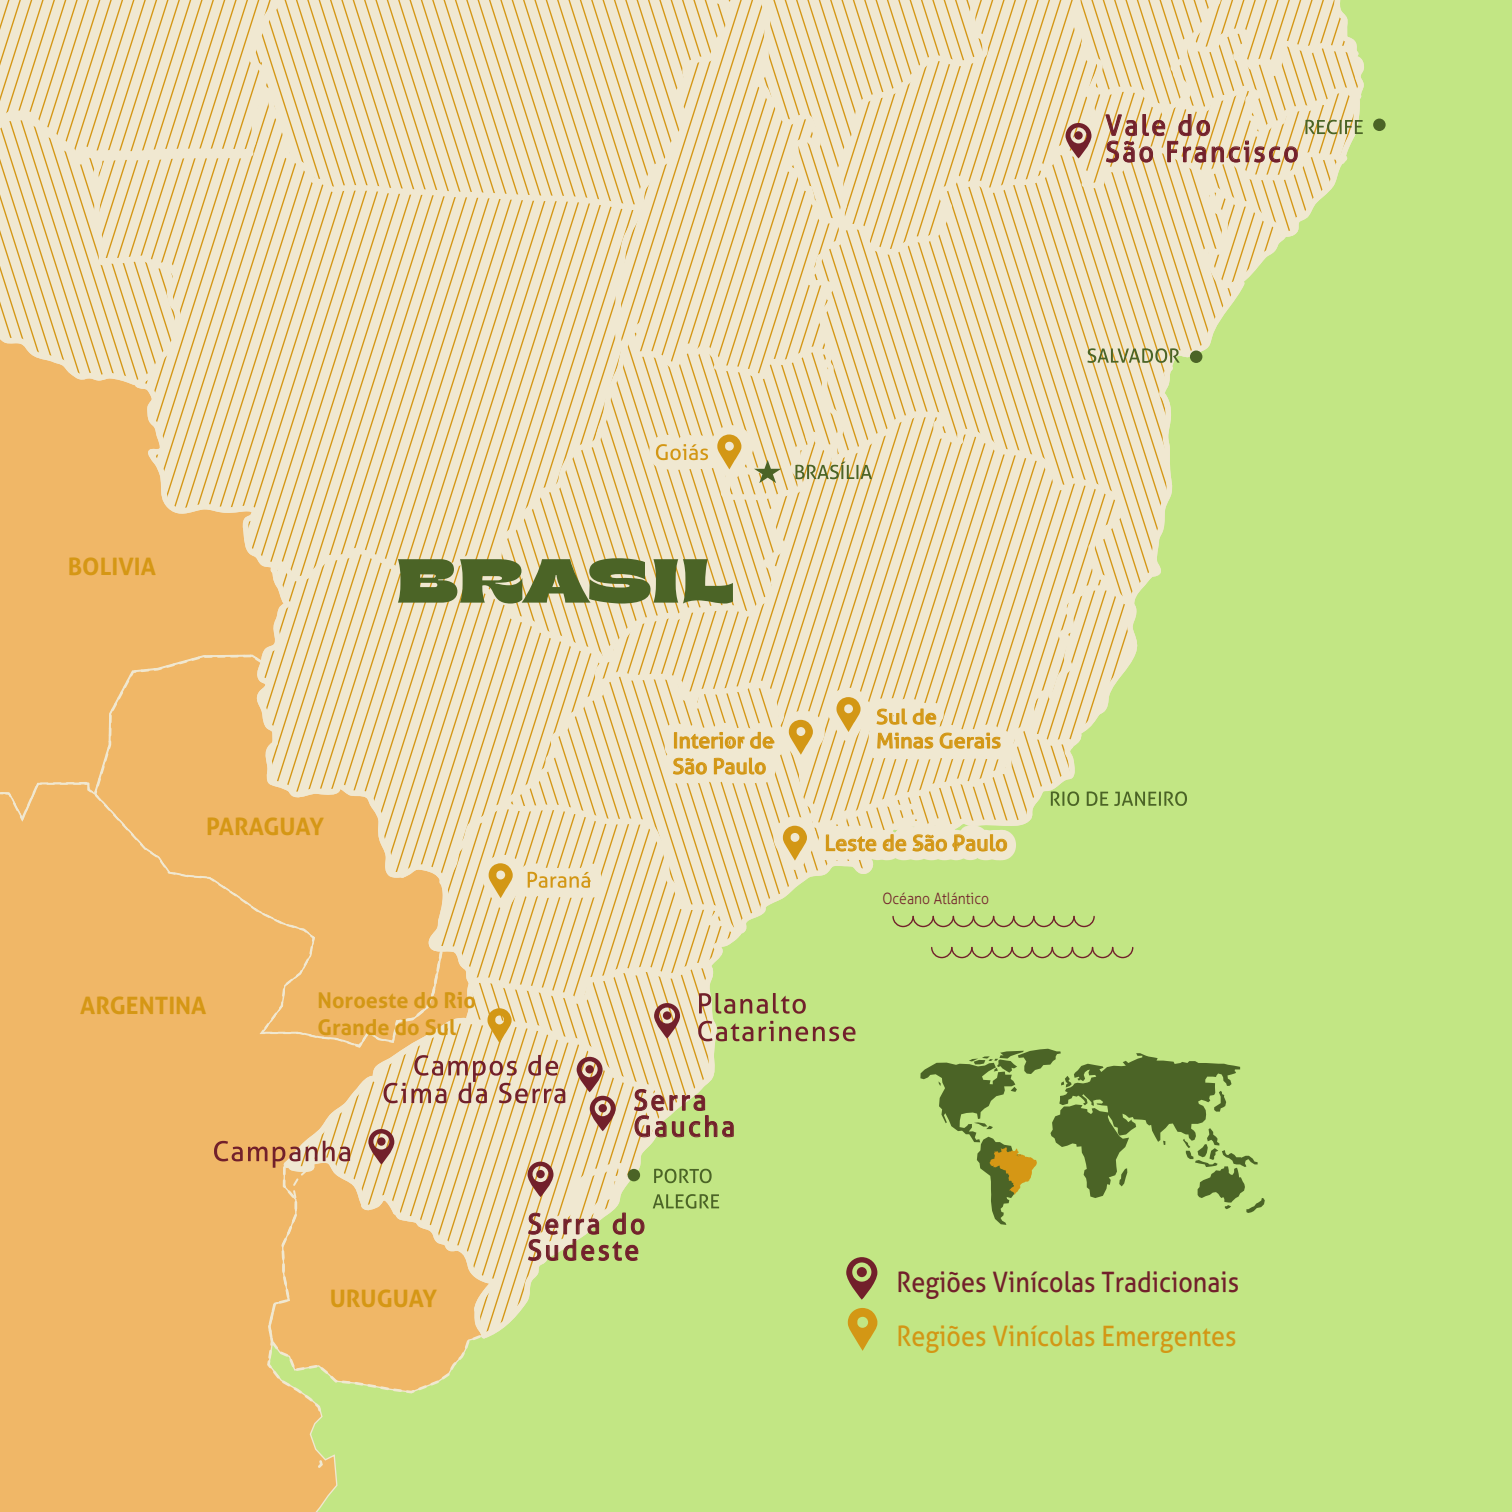 Vale do
São Francisco
RECIFE
SALVADOR
Goiás
BRASÍLIA
BOLIVIA
BRASIL
Sul de
Minas Gerais
Interior de
São Paulo
RIO DE JANEIRO
PARAGUAY
Leste de São Paulo
Paraná
Océano Atlántico
ARGENTINA
Noroeste do Rio
Grande do Sul
Planalto
Catarinense
Campos de
Cima da Serra
Serra
Gaucha
Campanha
PORTO
ALEGRE
Serra do
Sudeste
URUGUAY
Regiões Vinícolas Tradicionais
Regiões Vinícolas Emergentes